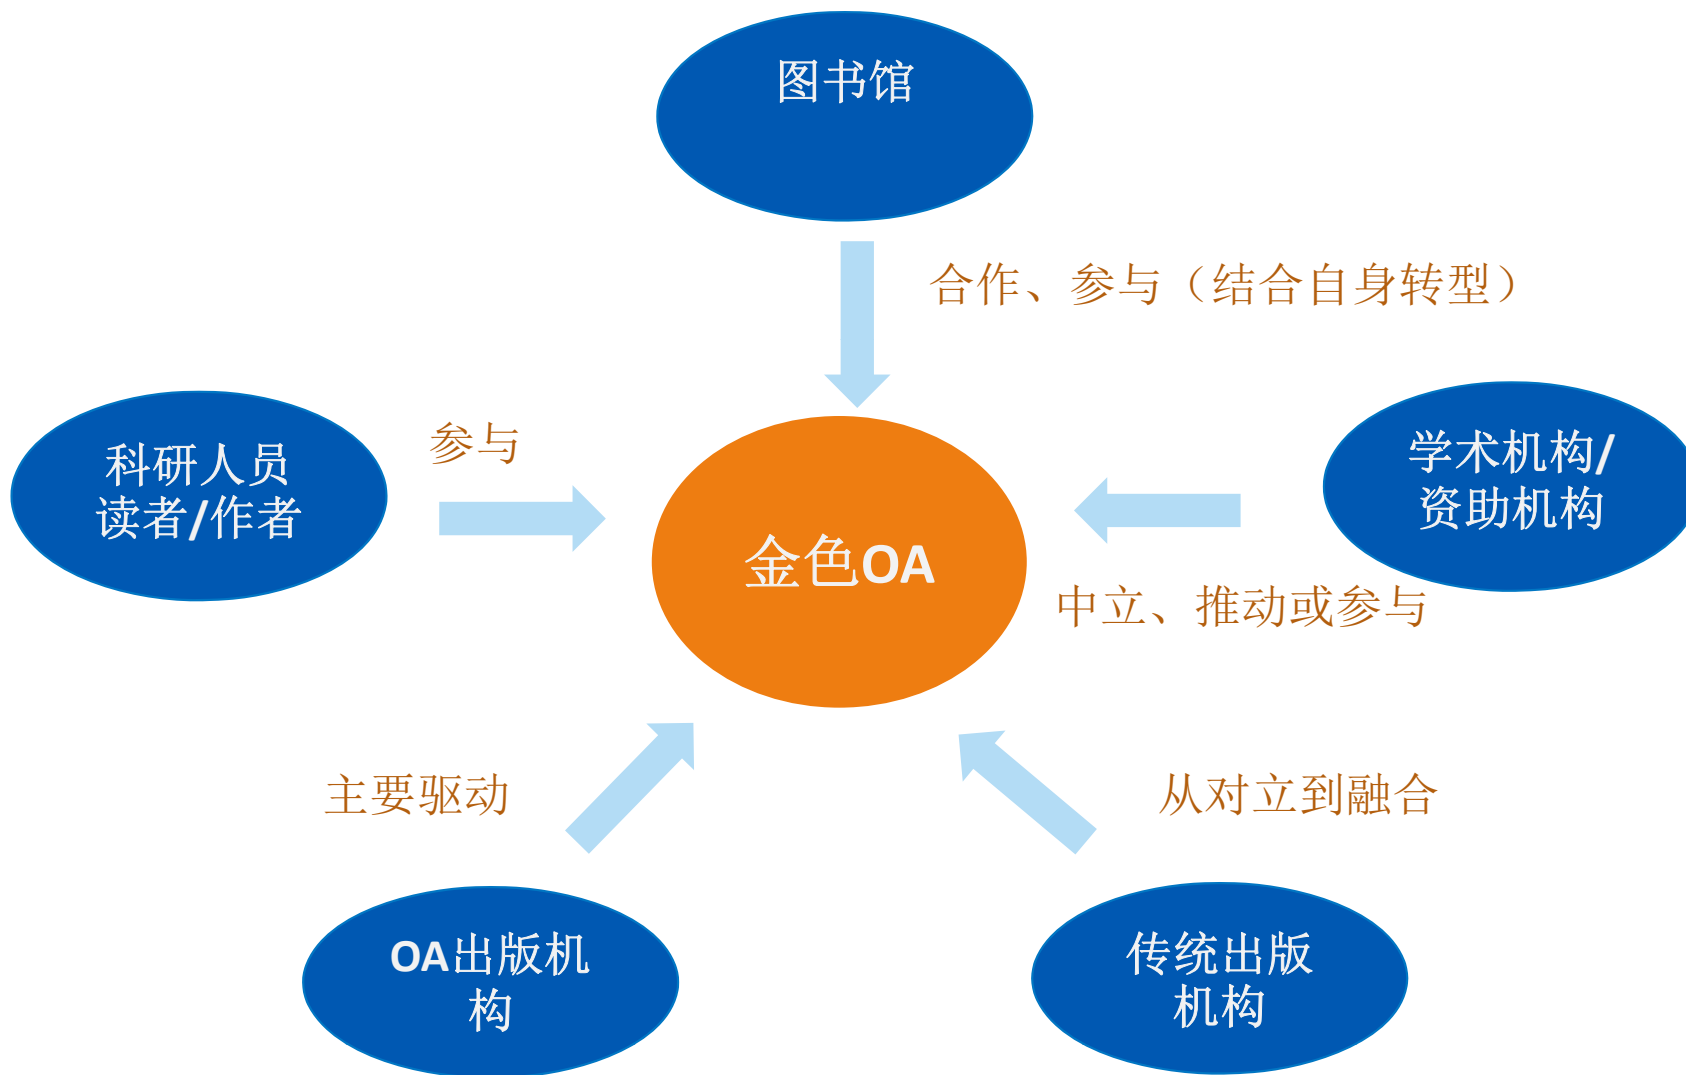 图书馆
合作、参与（结合自身转型）
科研人员
读者/作者
参与
学术机构/
资助机构
金色OA
中立、推动或参与
主要驱动
从对立到融合
OA出版机
构
传统出版
机构